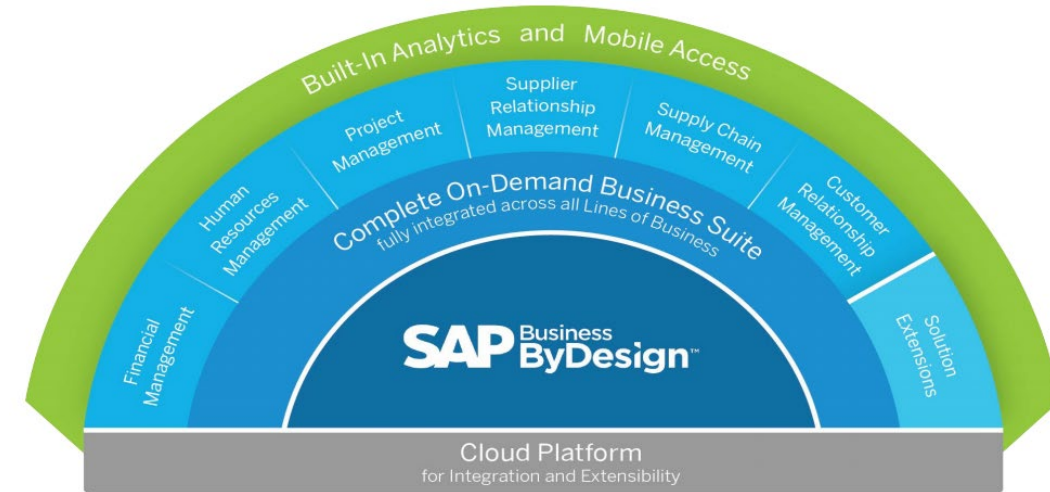 Built-In Analytics and Mobile Access
Financial
Management
Human
Resources
Management
Project
Management
Supplier
Relationship
Management
Supply Chain
Management
Customer
Relationship
Management
Solution
Extensions
Complete On-Demand Business Suite
fully integrated across all Lines of Business
SAP Business
ByDesign™
Cloud Platform
for Integration and Extensibility